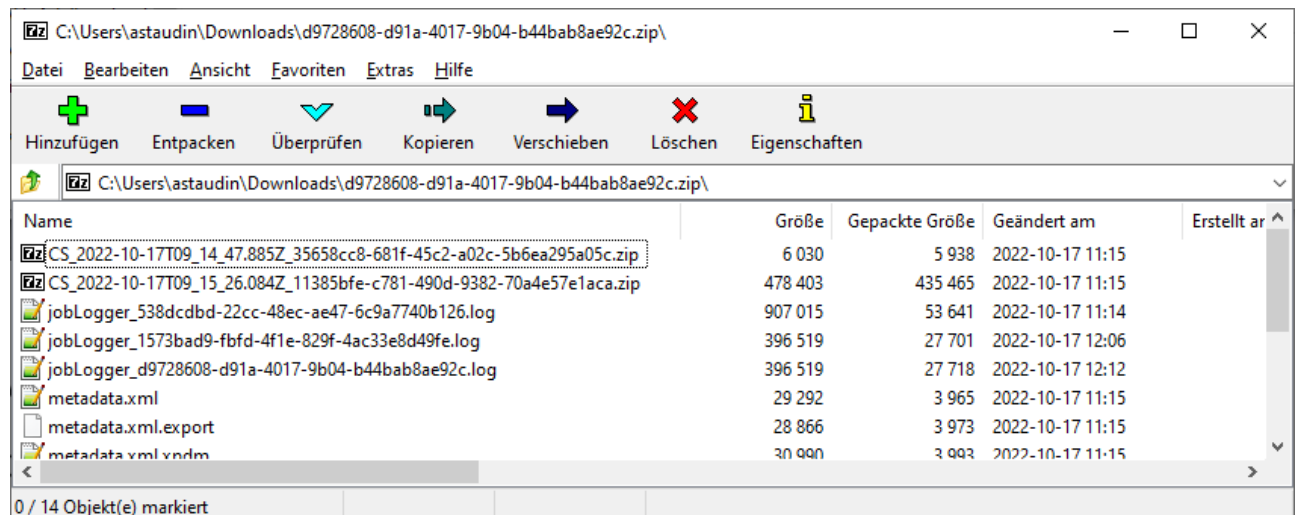 C:\Users\astaudin\Downloads\d9728608-d91a-4017-9b04-b44bab8ae92c.zip\
Datei Bearbeiten Ansicht Favoriten Extras Hilfe
Hinzufügen Entpacken Überprüfen Kopieren Verschieben Löschen Eigenschaften
C:\Users\astaudin\Downloads\d9728608-d91a-4017-9b04-b44bab8ae92c.zip\
Name Größe Gepackte Größe Geändert am Erstellt ar
CS_2022-10-17T09_14_47.885Z_35658cc8-681f-45c2-a02c-5b6ea295a05c.zip 6 030 5 938 2022-10-17 11:15
CS_2022-10-17T09_15_26.084Z_11385bfe-c781-490d-9382-70a4e57e1aca.zip 478 403 435 465 2022-10-17 11:15
jobLogger_538dcdbd-22cc-48ec-ae47-6c9a7740b126.log 907 015 53 641 2022-10-17 11:14
jobLogger_1573bad9-fbfd-4f1e-829f-4ac33e8d49fe.log 396 519 27 701 2022-10-17 12:06
jobLogger_d9728608-d91a-4017-9b04-b44bab8ae92c.log 396 519 27 718 2022-10-17 12:12
metadata.xml 29 292 3 965 2022-10-17 11:15
metadata.xml.export 28 866 3 973 2022-10-17 11:15
metadata.xml.xndm 30 990 3 993 2022-10-17 11:15
0 / 14 Objekt(e) markiert